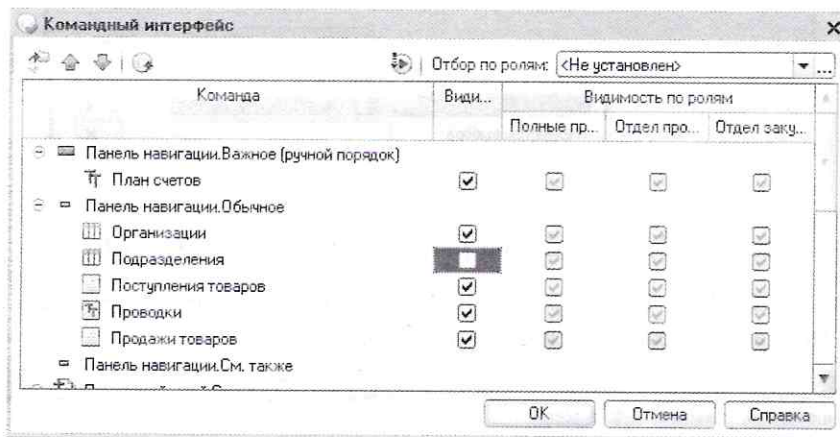 Командный интерфейс
Отбор по ролям: <Не установлен>
Команда Види... Видимость по ролям
Полные пр... Отдел про... Отдел заку...
Панель навигации.Важное (ручной порядок)
План счетов
Панель навигации.Обычное
Организации
Подразделения
Поступления товаров
Проводки
Продажи товаров
Панель навигации.См. также
OK Отмена Справка